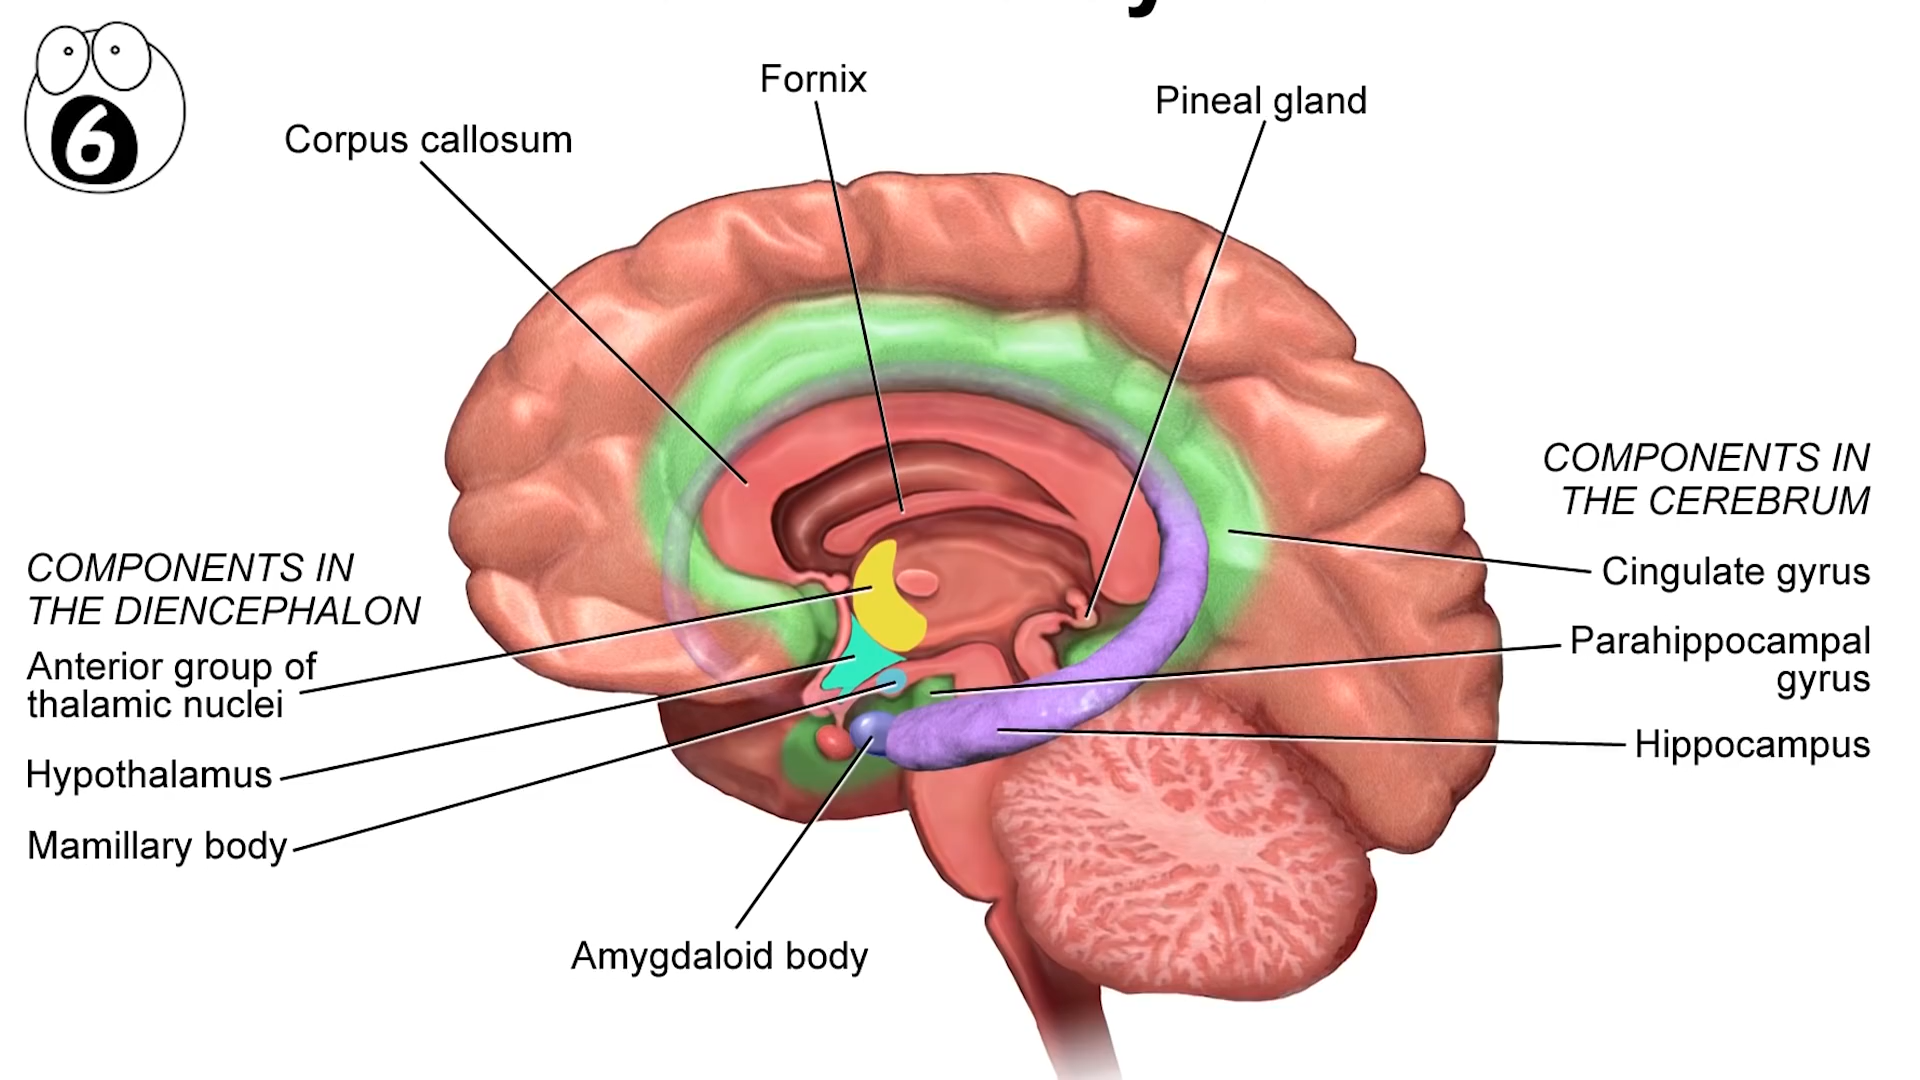 6
Fornix
Pineal gland
Corpus callosum
COMPONENTS IN
THE CEREBRUM
Cingulate gyrus
Parahippocampal
gyrus
Hippocampus
COMPONENTS IN
THE DIENCEPHALON
Anterior group of
thalamic nuclei
Hypothalamus
Mamillary body
Amygdaloid body